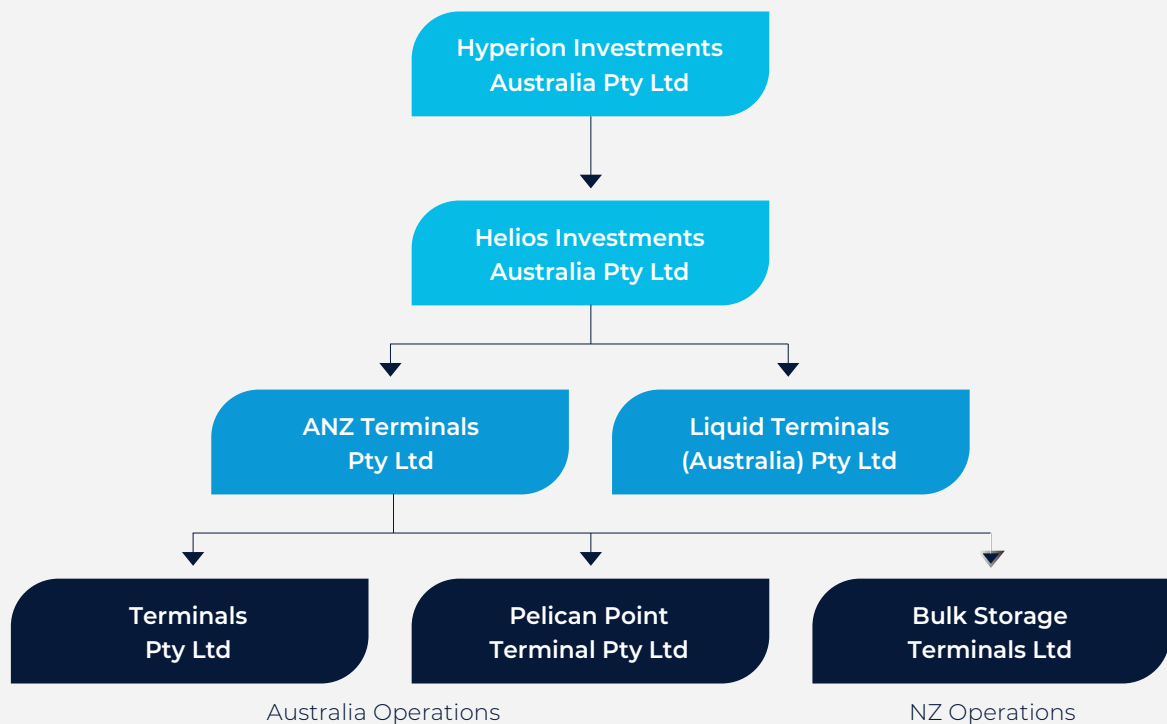 Hyperion Investments
Australia Pty Ltd
Helios Investments
Australia Pty Ltd
ANZ Terminals
Pty Ltd
Liquid Terminals
(Australia) Pty Ltd
Terminals
Pty Ltd
Pelican Point
Terminal Pty Ltd
Bulk Storage
Terminals Ltd
Australia Operations
NZ Operations